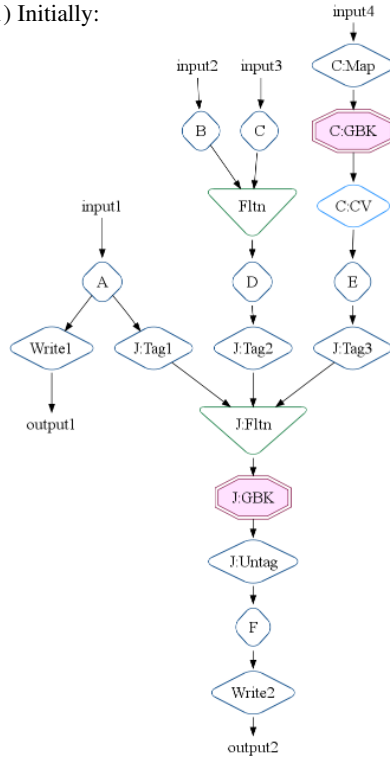 ) Initially:
input4
C:Map
input2
input3
B
C
C:GBK
Fltn
C:CV
input1
A
D
E
Write1
J:Tag1
J:Tag2
J:Tag3
output1
J:Fltn
J:GBK
J:Untag
F
Write2
output2